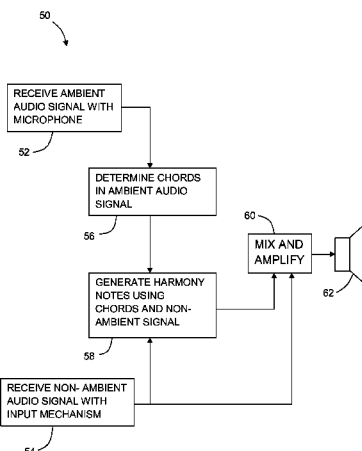 50
RECEIVE AMBIENT
AUDIO SIGNAL WITH
MICROPHONE
52
DETERMINE CHORDS
IN AMBIENT AUDIO
SIGNAL
56
60
MIX AND
AMPLIFY
62
GENERATE HARMONY
NOTES USING
CHORDS AND NON-
AMBIENT SIGNAL
58
RECEIVE NON- AMBIENT
AUDIO SIGNAL WITH
INPUT MECHANISM
54